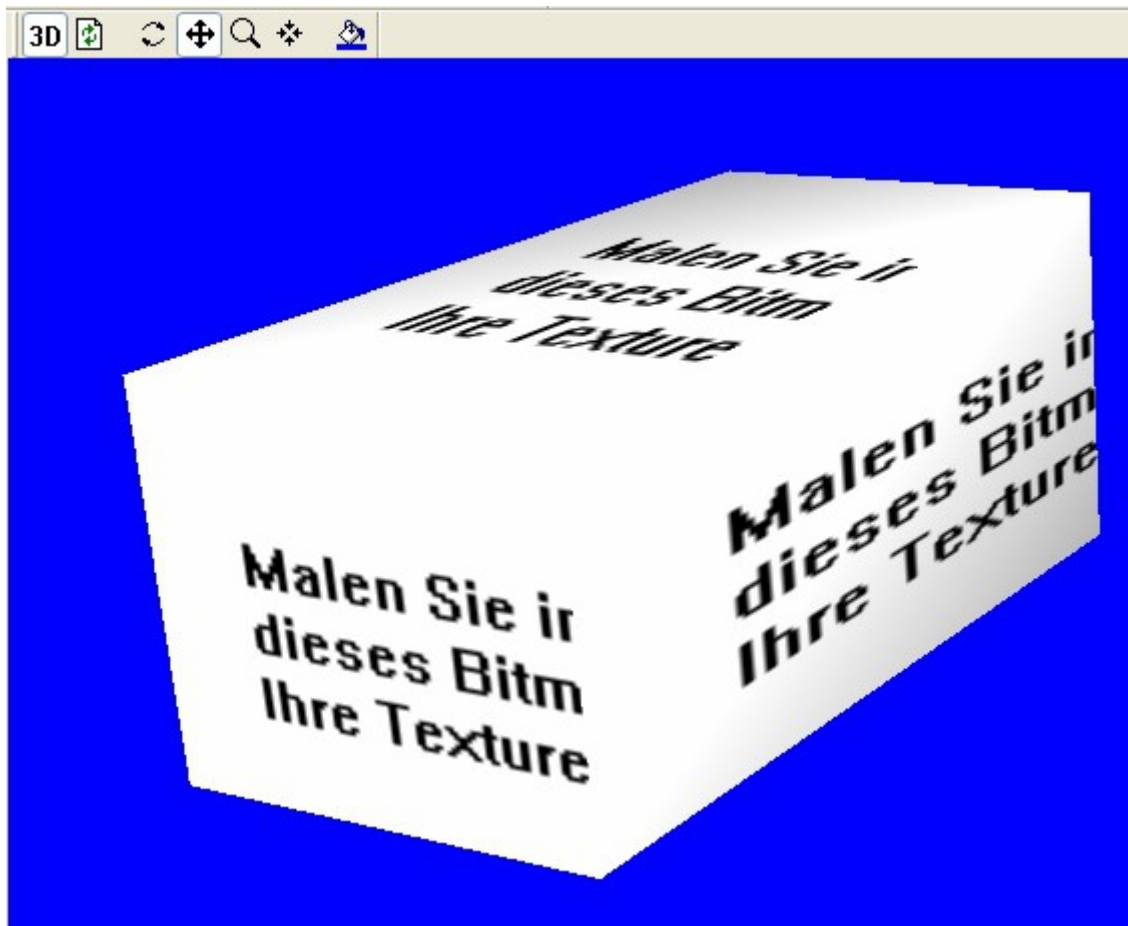 3D
Malen Sie ir
dieses Bitm
Ihre Texture
Malen Sie ir
dieses Bitm
Ihre Texture
Malen Sie in
dieses Bitm
Ihre Texture